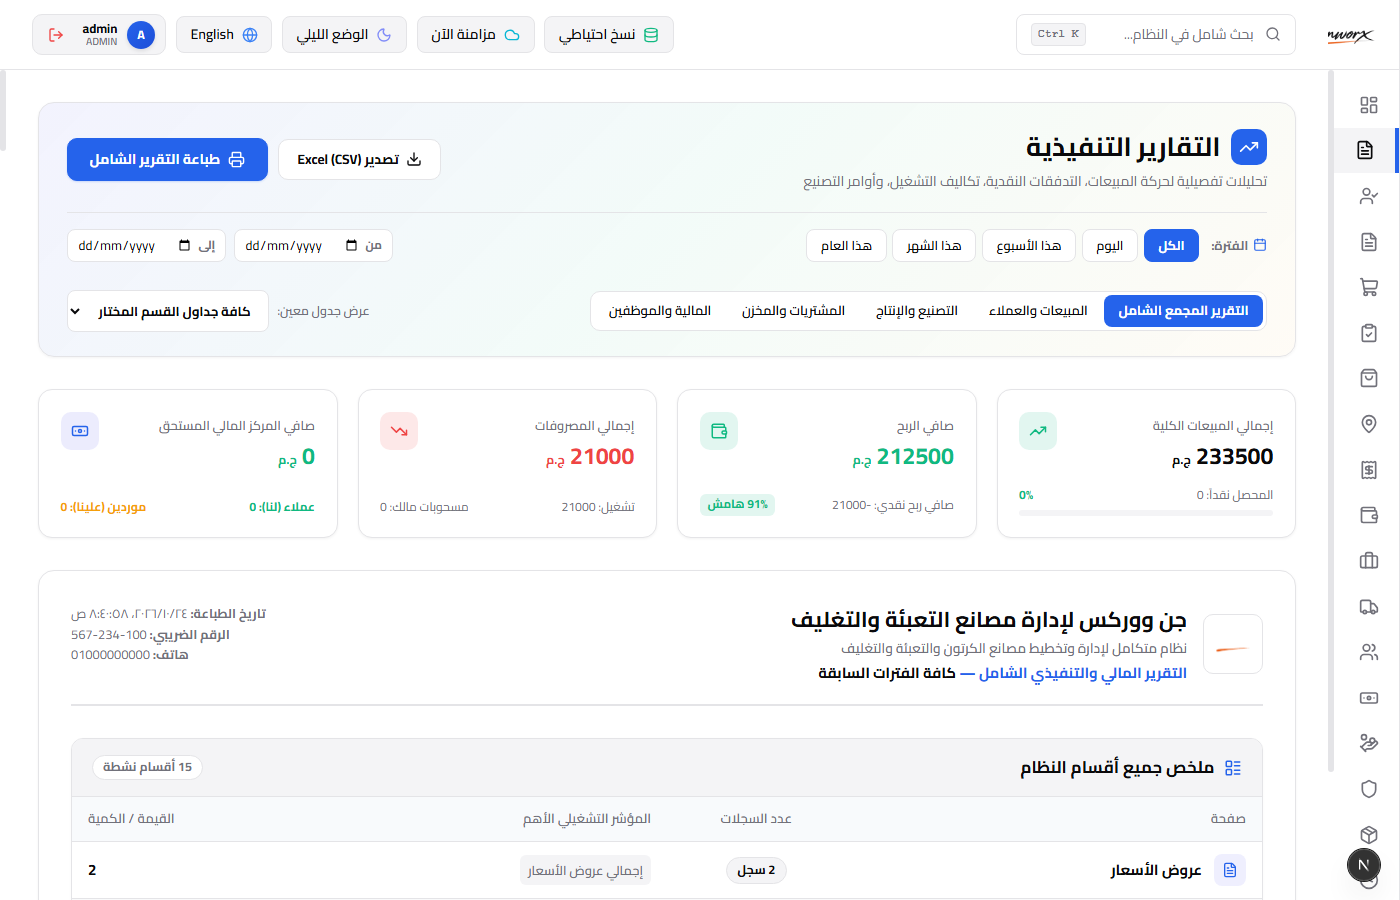 nworx
بحث شامل في النظام...
Ctrl K
نسخ احتياطي
مزامنة الآن
الوضع الليلي
English
A
admin
ADMIN
التقارير التنفيذية
تحليلات تفصيلية لحركة المبيعات، التدفقات النقدية، تكاليف التشغيل، وأوامر التصنيع
تصدير Excel (CSV)
طباعة التقرير الشامل
الفترة:
الكل
اليوم
هذا الأسبوع
هذا الشهر
هذا العام
من
dd/mm/yyyy
إلى
dd/mm/yyyy
التقرير المجمع الشامل
المبيعات والعملاء
التصنيع والإنتاج
المشتريات والمخزن
المالية والموظفين
عرض جدول معين:
كافة جداول القسم المختار
إجمالي المبيعات الكلية
233500 ج.م
المحصل نقداً: 0
0%
صافي الربح
212500 ج.م
صافي ربح نقدي: -21000
91% هامش
إجمالي المصروفات
21000 ج.م
تشغيل: 21000
مسحوبات مالك: 0
صافي المركز المالي المستحق
0 ج.م
عملاء (لنا): 0
موردين (علينا): 0
جن ووركس لإدارة مصانع التعبئة والتغليف
نظام متكامل لإدارة وتخطيط مصانع الكرتون والتعبئة والتغليف
التقرير المالي والتنفيذي الشامل — كافة الفترات السابقة
تاريخ الطباعة: ٢٠٢٦/١٠/٢٤، ٨:٤٠:٥٨ ص
الرقم الضريبي: 100-234-567
هاتف: 01000000000
ملخص جميع أقسام النظام
15 أقسام نشطة
صفحة
عدد السجلات
المؤشر التشغيلي الأهم
القيمة / الكمية
عروض الأسعار
2 سجل
إجمالي عروض الأسعار
2
N